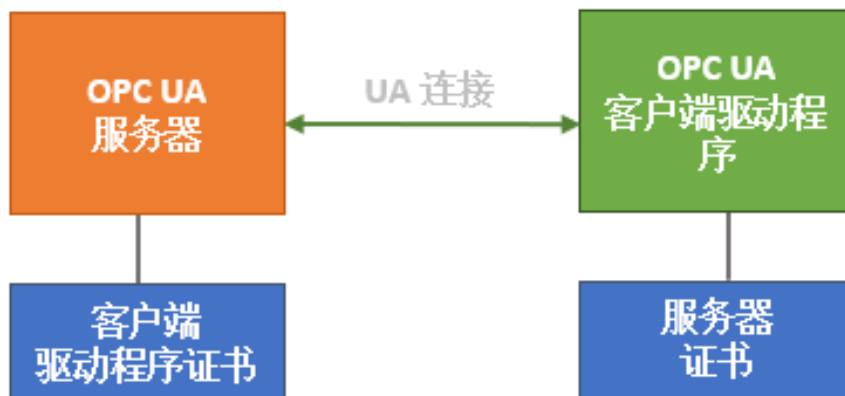 OPC UA
服务器
UA 连接
OPC UA
客户端驱动程
序
客户端
驱动程序证书
服务器
证书